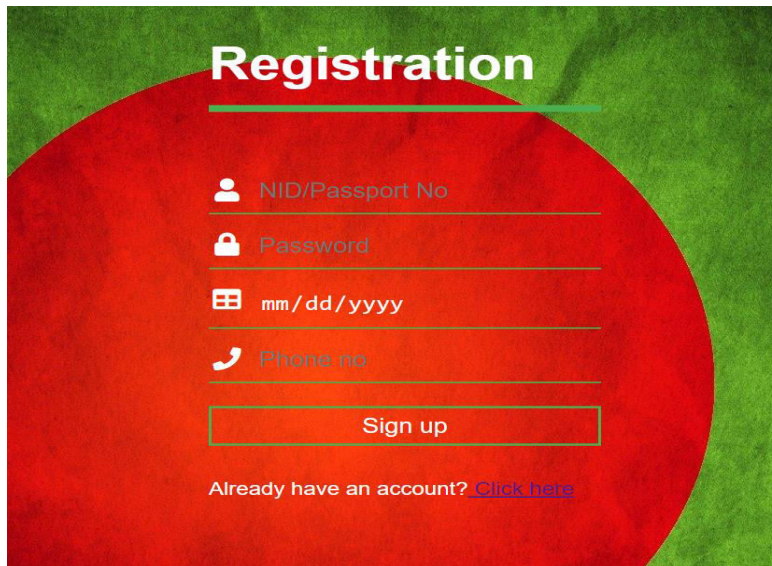 Registration
NID/Passport No
Password
mm/dd/yyyy
Phone no
Sign up
Already have an account? Click here